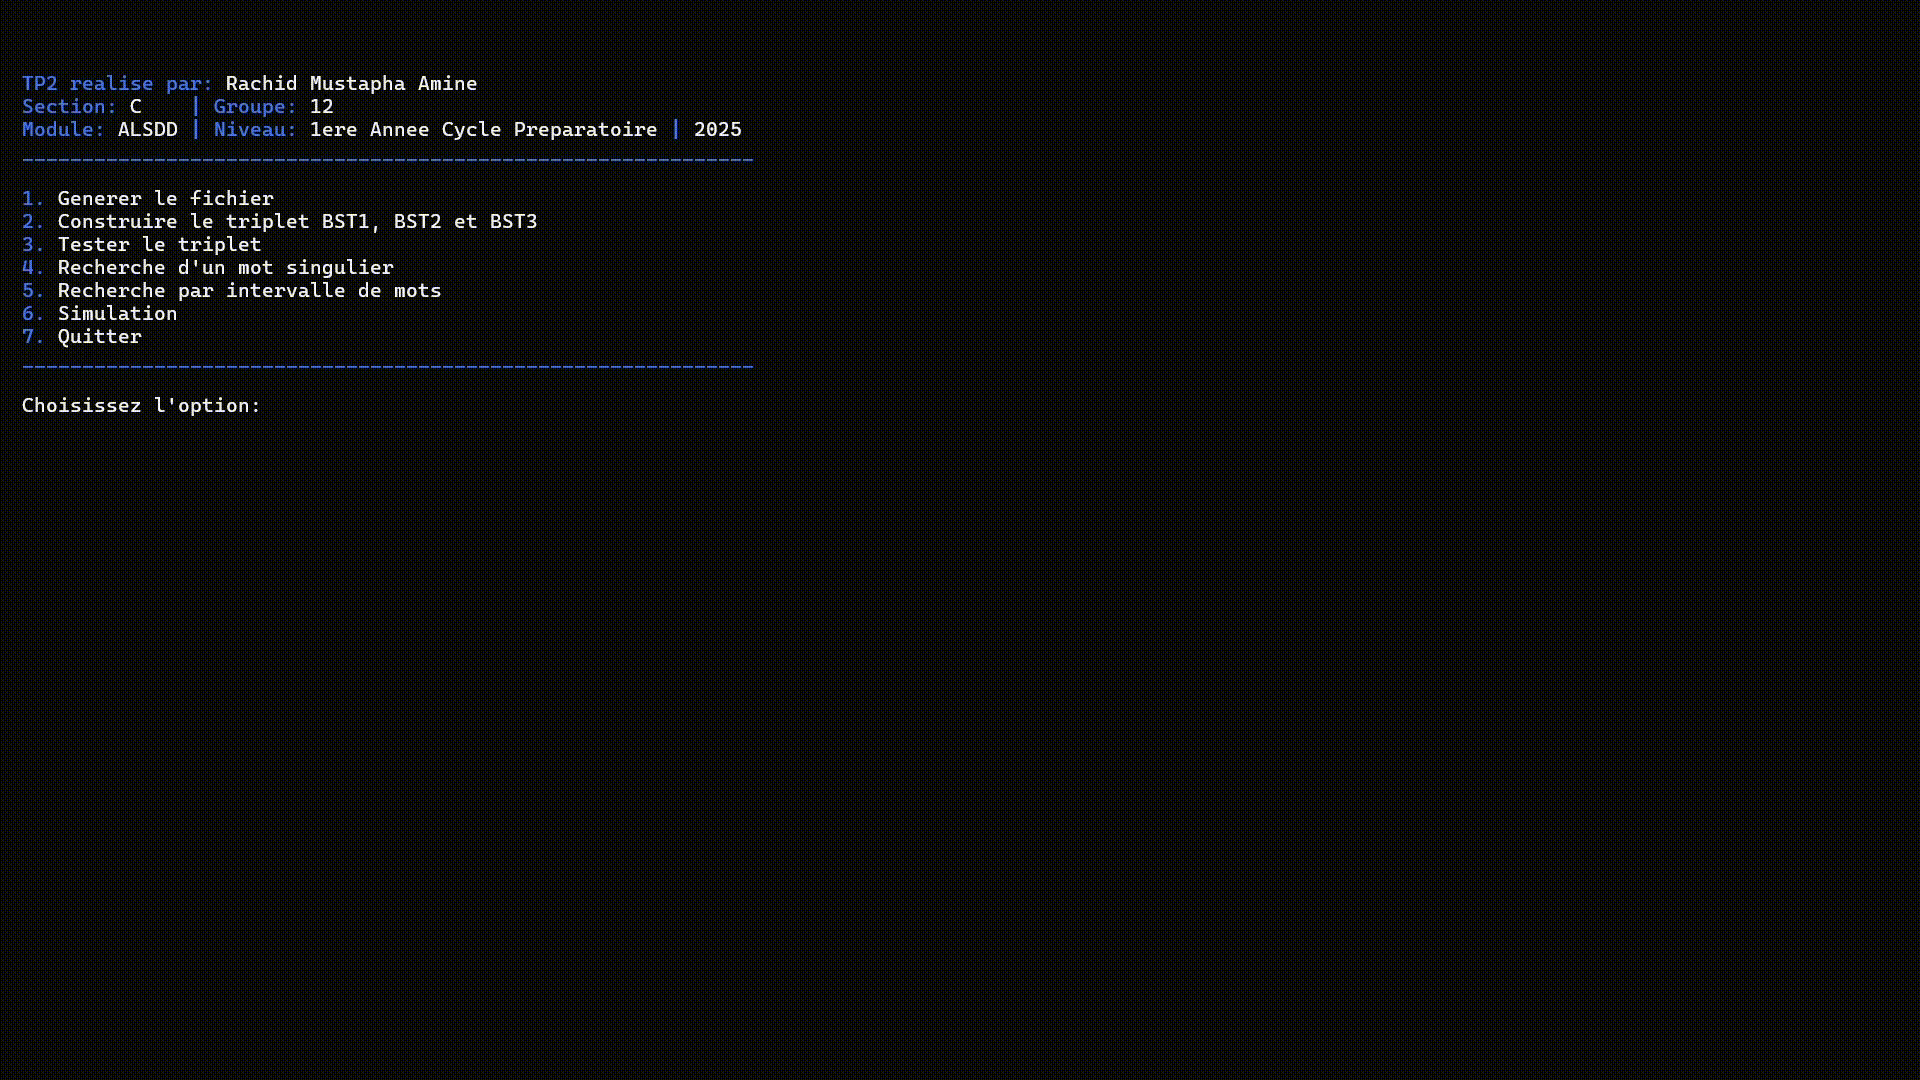 TP2 realise par: Rachid Mustapha Amine
Section: C    | Groupe: 12
Module: ALSDD | Niveau: 1ere Annee Cycle Preparatoire | 2025
1. Generer le fichier
2. Construire le triplet BST1, BST2 et BST3
3. Tester le triplet
4. Recherche d'un mot singulier
5. Recherche par intervalle de mots
6. Simulation
7. Quitter
Choisissez l'option: